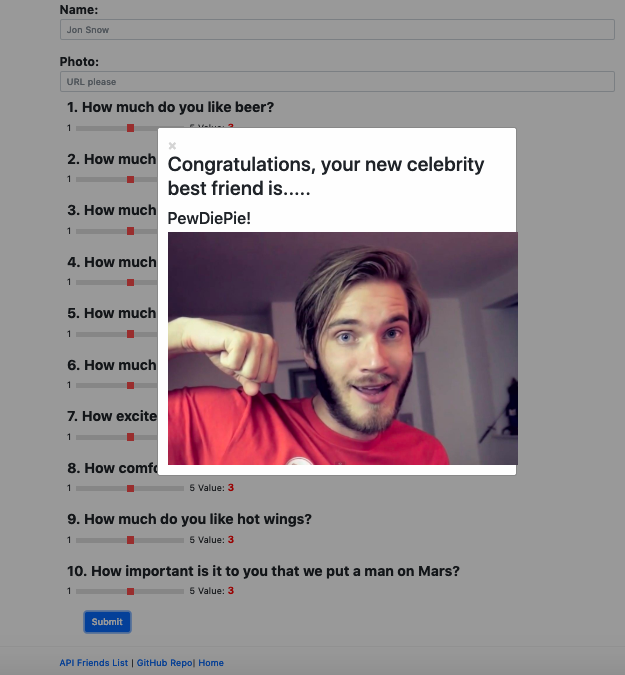 Name:
Jon Snow
Photo:
URL please
1. How much do you like beer?
1 5 Value: 3
✖
Congratulations, your new celebrity
best friend is.....
PewDiePie!
2. How much
1
3. How much
1
4. How much
1
5. How much
1
6. How much
1
7. How excite
1
8. How comfo
1 5 Value: 3
9. How much do you like hot wings?
1 5 Value: 3
10. How important is it to you that we put a man on Mars?
1 5 Value: 3
Submit
API Friends List | GitHub Repo| Home